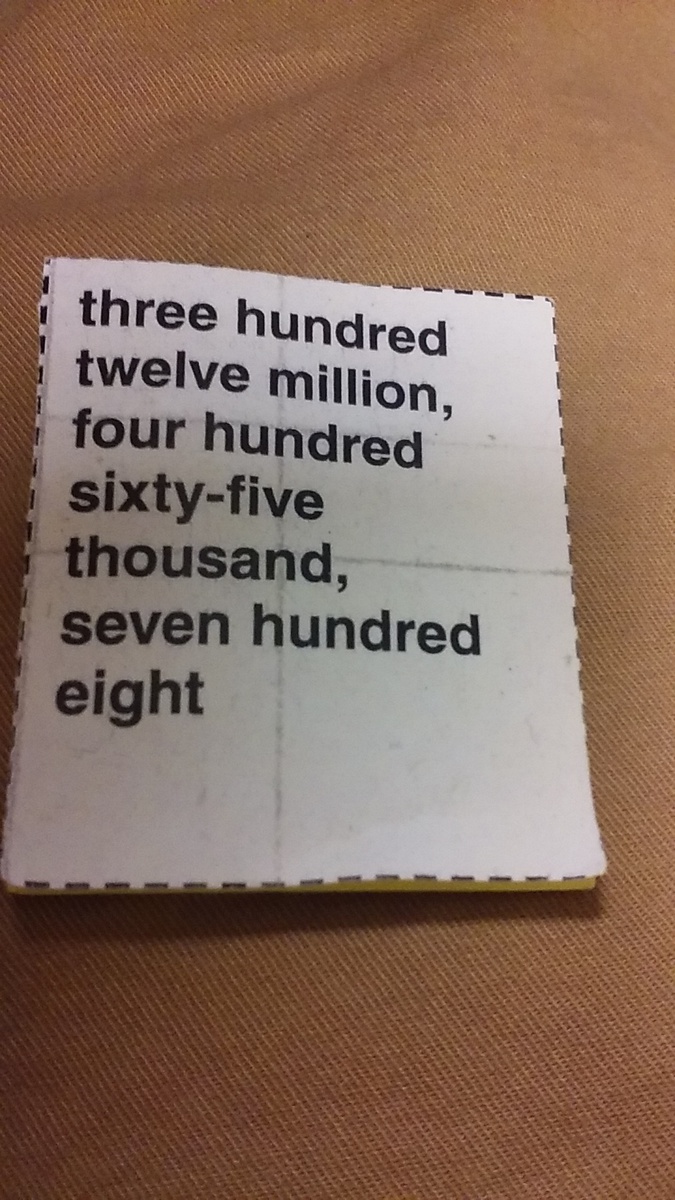 three hundred
twelve million,
four hundred
sixty-five
thousand,
seven hundred
eight